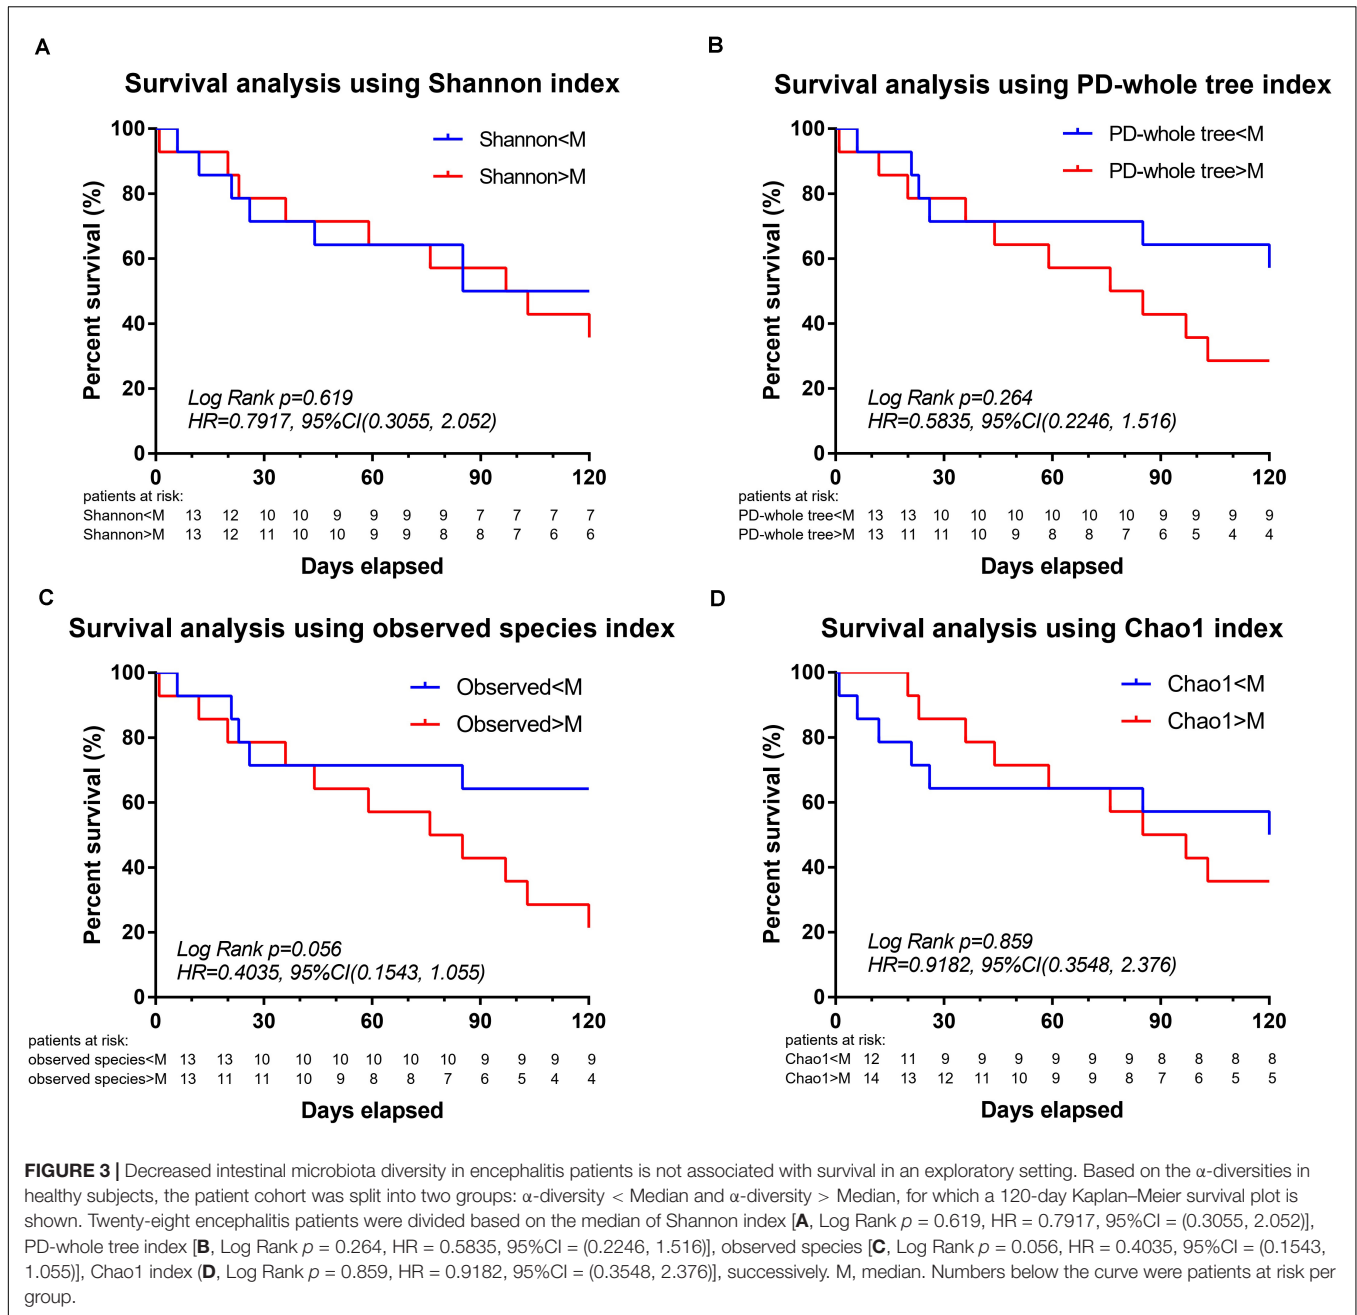 A
Survival analysis using Shannon index
Percent survival (%)
100
80
60
40
20
0
Shannon<M
Shannon>M
Log Rank p=0.619
HR=0.7917, 95%CI(0.3055, 2.052)
0 30 60 90 120
patients at risk:
Shannon<M 13 12 10 10 9 9 9 9 7 7 7 7
Shannon>M 13 12 11 10 10 9 9 8 8 7 6 6
Days elapsed
B
Survival analysis using PD-whole tree index
Percent survival (%)
100
80
60
40
20
0
PD-whole tree<M
PD-whole tree>M
Log Rank p=0.264
HR=0.5835, 95%CI(0.2246, 1.516)
0 30 60 90 120
patients at risk:
PD-whole tree<M 13 13 10 10 10 10 10 10 9 9 9 9
PD-whole tree>M 13 11 11 10 9 8 8 7 6 5 4 4
Days elapsed
C
Survival analysis using observed species index
Percent survival (%)
100
80
60
40
20
0
Observed<M
Observed>M
Log Rank p=0.056
HR=0.4035, 95%CI(0.1543, 1.055)
0 30 60 90 120
patients at risk:
observed species<M 13 13 10 10 10 10 10 10 9 9 9 9
observed species>M 13 11 11 10 9 8 8 7 6 5 4 4
Days elapsed
D
Survival analysis using Chao1 index
Percent survival (%)
100
80
60
40
20
0
Chao1<M
Chao1>M
Log Rank p=0.859
HR=0.9182, 95%CI(0.3548, 2.376)
0 30 60 90 120
patients at risk:
Chao1<M 12 11 9 9 9 9 9 9 8 8 8 8
Chao1>M 14 13 12 11 10 9 9 8 7 6 5 5
Days elapsed
FIGURE 3 | Decreased intestinal microbiota diversity in encephalitis patients is not associated with survival in an exploratory setting. Based on the α-diversities in
healthy subjects, the patient cohort was split into two groups: α-diversity < Median and α-diversity > Median, for which a 120-day Kaplan–Meier survival plot is
shown. Twenty-eight encephalitis patients were divided based on the median of Shannon index [A, Log Rank p = 0.619, HR = 0.7917, 95%CI = (0.3055, 2.052)],
PD-whole tree index [B, Log Rank p = 0.264, HR = 0.5835, 95%CI = (0.2246, 1.516)], observed species [C, Log Rank p = 0.056, HR = 0.4035, 95%CI = (0.1543,
1.055)], Chao1 index (D, Log Rank p = 0.859, HR = 0.9182, 95%CI = (0.3548, 2.376)], successively. M, median. Numbers below the curve were patients at risk per
group.